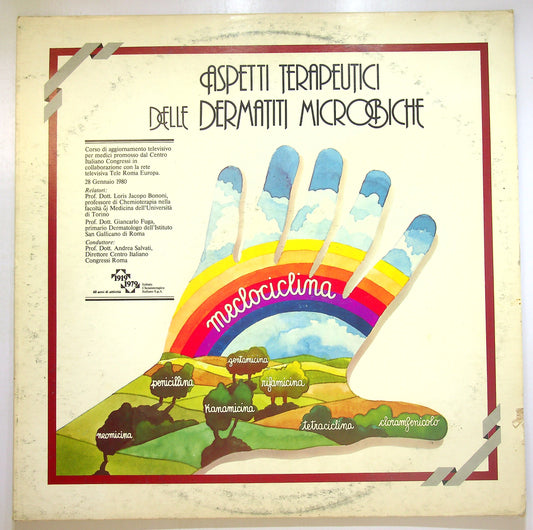 ASPETTI TERAPEUTICI
DELLE DERMATITI MICROBICHE
Corso di aggiornamento televisivo
per medici promosso dal Centro
Italiano Congressi in
collaborazione con la rete
televisiva Tele Roma Europa.
28 Gennaio 1980
Relatori:
Prof. Dott. Loris Jacopo Bononi,
professore di Chemioterapia nella
facoltà di Medicina dell'Università
di Torino
Prof. Dott. Giancarlo Fuga,
primario Dermatologo dell'Istituto
San Gallicano di Roma
Conduttore:
Prof. Dott. Andrea Salvati,
Direttore Centro Italiano
Congressi Roma
1919
1979
60 anni di attività
Istituto
Chemioterapico
Italiano S.p.A.
meclociclina
gentamicina
penicillina
rifamicina
Kanamicina
neomicina
tetraciclina
cloramfenicolo